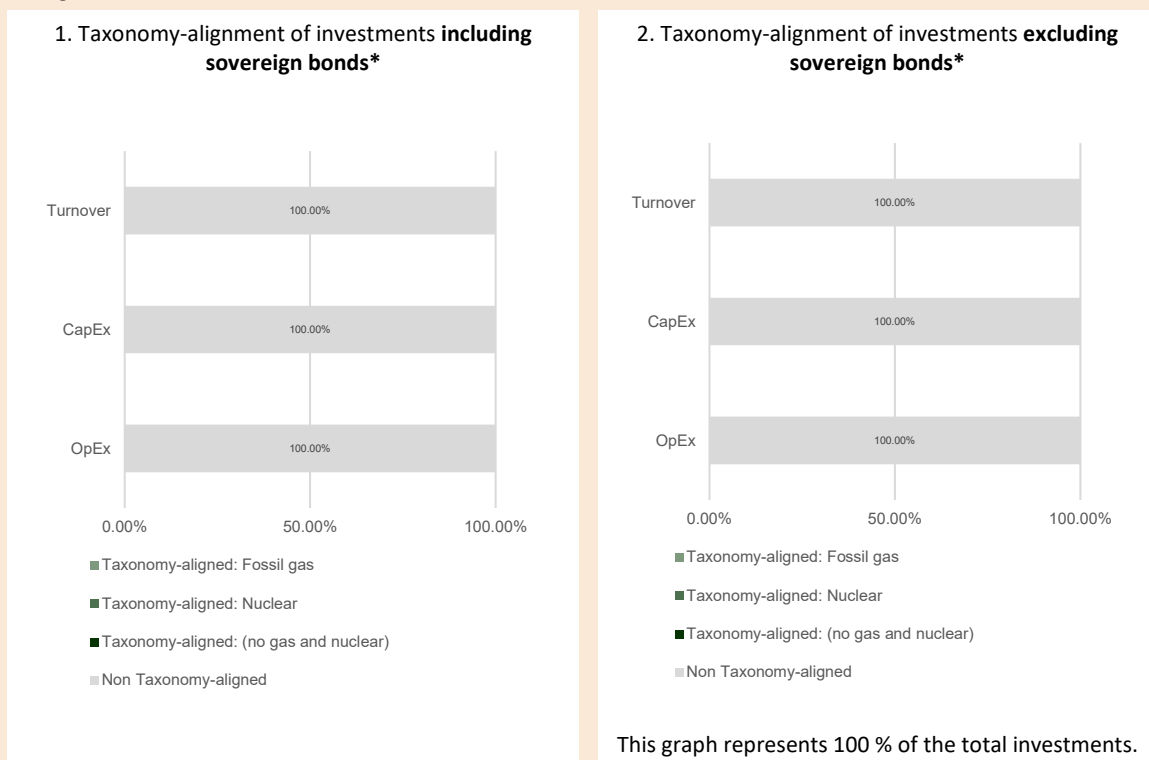 1. Taxonomy-alignment of investments including
sovereign bonds*
Turnover
100.00%
CapEx
100.00%
OpEx
100.00%
0.00%
50.00%
100.00%
Taxonomy-aligned: Fossil gas
Taxonomy-aligned: Nuclear
Taxonomy-aligned: (no gas and nuclear)
Non Taxonomy-aligned
2. Taxonomy-alignment of investments excluding
sovereign bonds*
Turnover
100.00%
CapEx
100.00%
OpEx
100.00%
0.00%
50.00%
100.00%
Taxonomy-aligned: Fossil gas
Taxonomy-aligned: Nuclear
Taxonomy-aligned: (no gas and nuclear)
Non Taxonomy-aligned
This graph represents 100 % of the total investments.